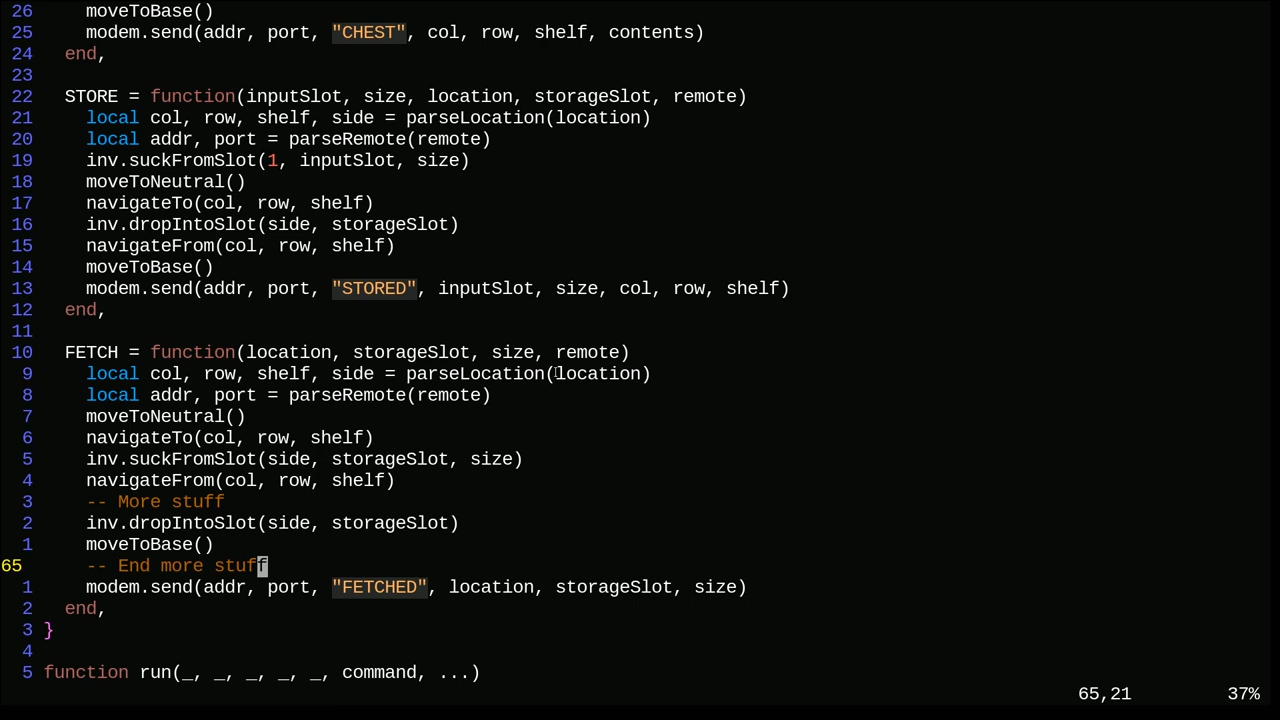 26     moveToBase()
25     modem.send(addr, port, "CHEST", col, row, shelf, contents)
24   end,
23
22   STORE = function(inputSlot, size, location, storageSlot, remote)
21     local col, row, shelf, side = parseLocation(location)
20     local addr, port = parseRemote(remote)
19     inv.suckFromSlot(1, inputSlot, size)
18     moveToNeutral()
17     navigateTo(col, row, shelf)
16     inv.dropIntoSlot(side, storageSlot)
15     navigateFrom(col, row, shelf)
14     moveToBase()
13     modem.send(addr, port, "STORED", inputSlot, size, col, row, shelf)
12   end,
11
10   FETCH = function(location, storageSlot, size, remote)
9     local col, row, shelf, side = parseLocation(location)
8     local addr, port = parseRemote(remote)
7     moveToNeutral()
6     navigateTo(col, row, shelf)
5     inv.suckFromSlot(side, storageSlot, size)
4     navigateFrom(col, row, shelf)
3     -- More stuff
2     inv.dropIntoSlot(side, storageSlot)
1     moveToBase()
65     -- End more stuff
1     modem.send(addr, port, "FETCHED", location, storageSlot, size)
2   end,
3 }
4
5 function run(_, _, _, _, _, command, ...)
65,21 37%